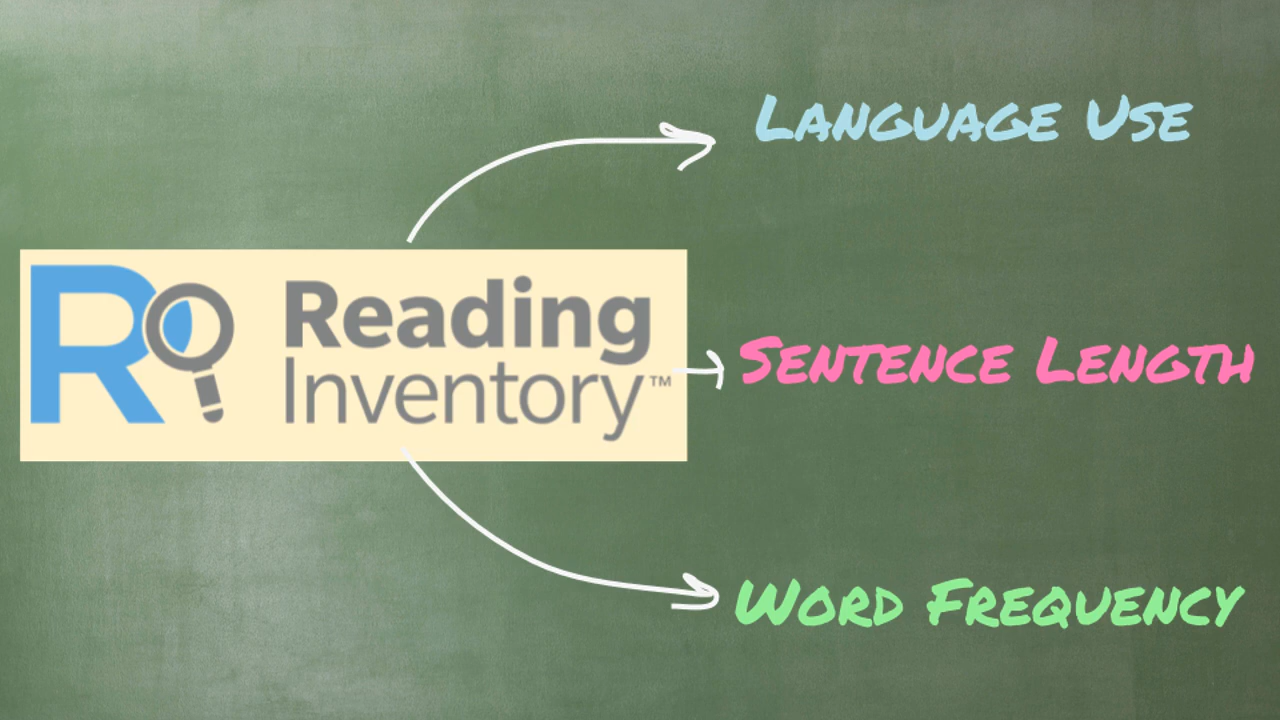 Language Use
Reading
Inventory™
Sentence Length
Word Frequency